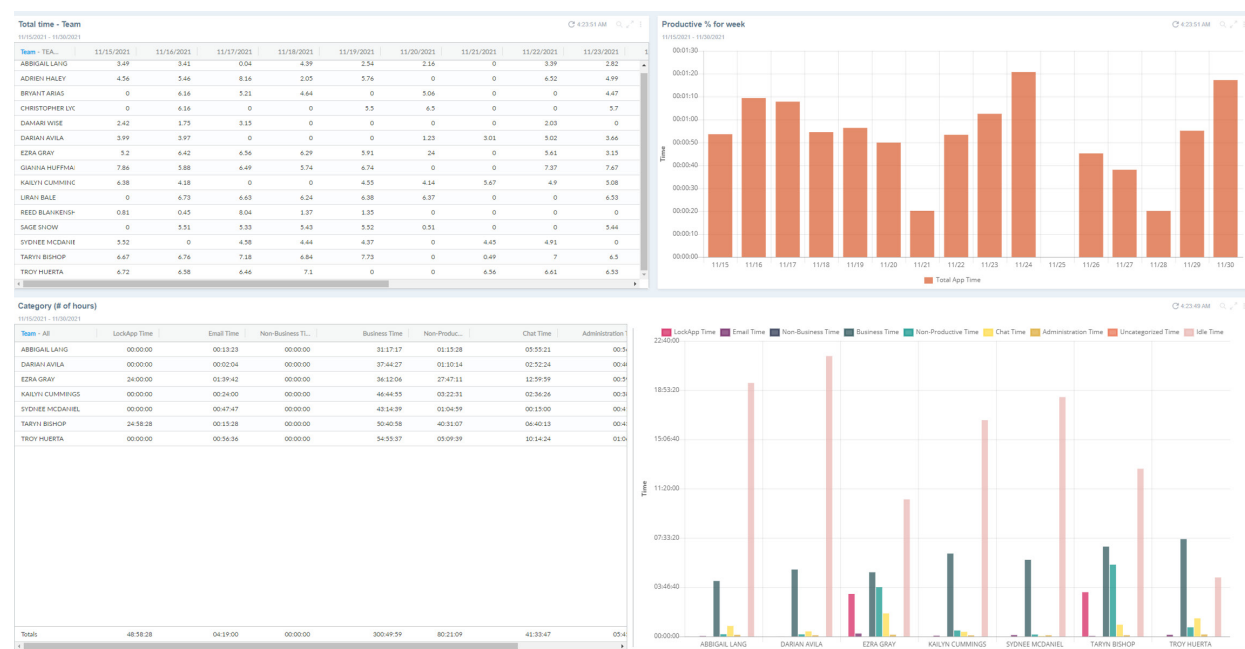 Total time - Team
4:23:51 AM
11/15/2021 - 11/30/2021
Team - TEA... 11/15/2021 11/16/2021 11/17/2021 11/18/2021 11/19/2021 11/20/2021 11/21/2021 11/22/2021 11/23/2021 1
ABBIGAIL LANG 3.49 3.41 0.04 4.39 2.54 2.16 0 3.39 2.82
ADRIEN HALEY 4.56 5.46 8.16 2.05 5.76 0 0 6.52 4.99
BRYANT ARIAS 0 6.16 5.21 4.64 0 5.06 0 0 4.47
CHRISTOPHER LYC 0 6.16 0 0 5.5 6.5 0 0 5.7
DAMARI WISE 2.42 1.75 3.15 0 0 0 0 2.03 0
DARIAN AVILA 3.99 3.97 0 0 0 1.23 3.01 5.02 3.66
EZRA GRAY 5.2 6.42 6.56 6.29 5.91 24 0 5.61 3.15
GIANNA HUFFMA 7.86 5.88 6.49 5.74 6.74 0 0 7.37 7.67
KAILYN CUMMING 6.38 4.18 0 0 4.55 4.14 5.67 4.9 5.08
LIRAN BALE 0 6.73 6.63 6.24 6.38 6.37 0 0 6.53
REED BLANKENSH 0.81 0.45 8.04 1.37 1.35 0 0 0 0
SAGE SNOW 0 5.51 5.33 5.43 5.52 0.51 0 0 5.44
SYDNEE MCDANIE 5.52 0 4.58 4.44 4.37 0 4.45 4.91 0
TARYN BISHOP 6.67 6.76 7.18 6.84 7.73 0 0.49 7 6.5
TROY HUERTA 6.72 6.58 6.46 7.1 0 0 6.56 6.61 6.53
Productive % for week
4:23:51 AM
11/15/2021 - 11/30/2021
Time
00:01:30
00:01:20
00:01:10
00:01:00
00:00:50
00:00:40
00:00:30
00:00:20
00:00:10
00:00:00
11/15 11/16 11/17 11/18 11/19 11/20 11/21 11/22 11/23 11/24 11/25 11/26 11/27 11/28 11/29 11/30
Total App Time
Category (# of hours)
4:23:49 AM
11/15/2021 - 11/30/2021
Team - All LockApp Time Email Time Non-Business Ti... Business Time Non-Produc... Chat Time Administration T
ABBIGAIL LANG 00:00:00 00:13:23 00:00:00 31:17:17 01:15:28 05:55:21 00:5
DARIAN AVILA 00:00:00 00:02:04 00:00:00 37:44:27 01:10:14 02:52:24 00:4
EZRA GRAY 24:00:00 01:39:42 00:00:00 36:12:06 27:47:11 12:59:59 00:5
KAILYN CUMMINGS 00:00:00 00:24:00 00:00:00 46:44:55 03:22:31 02:36:26 00:3
SYDNEE MCDANIEL 00:00:00 00:47:47 00:00:00 43:14:39 01:04:59 00:15:00 00:4
TARYN BISHOP 24:58:28 00:15:28 00:00:00 50:40:58 40:31:07 06:40:13 00:4
TROY HUERTA 00:00:00 00:56:36 00:00:00 54:55:37 05:09:39 10:14:24 01:0
Totals 48:58:28 04:19:00 00:00:00 300:49:59 80:21:09 41:33:47 05:4
LockApp Time Email Time Non-Business Time Business Time Non-Productive Time Chat Time Administration Time Uncategorized Time Idle Time
Time
22:40:00
18:53:20
15:06:40
11:20:00
07:33:20
03:46:40
00:00:00
ABBIGAIL LANG DARIAN AVILA EZRA GRAY KAILYN CUMMINGS SYDNEE MCDANIEL TARYN BISHOP TROY HUERTA